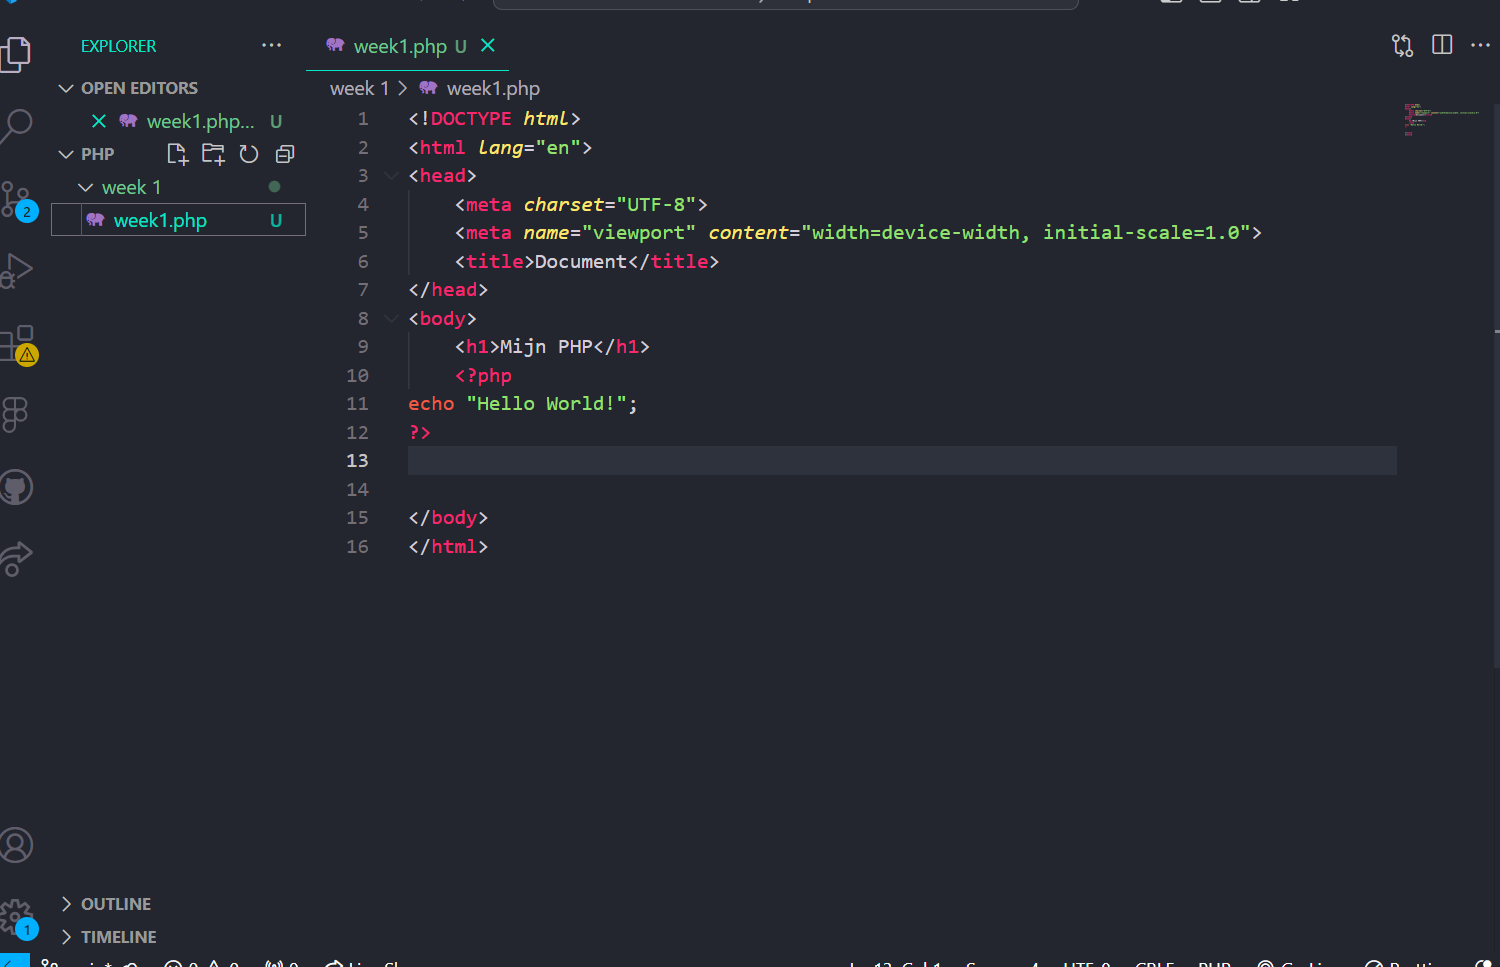 EXPLORER
OPEN EDITORS
week1.php... U
PHP
week 1
week1.php U
2
1
OUTLINE
TIMELINE
week1.php U
week 1 > week1.php
1 <!DOCTYPE html>
2 <html lang="en">
3 <head>
4 <meta charset="UTF-8">
5 <meta name="viewport" content="width=device-width, initial-scale=1.0">
6 <title>Document</title>
7 </head>
8 <body>
9 <h1>Mijn PHP</h1>
10 <?php
11 echo "Hello World!";
12 ?>
13
14
15 </body>
16 </html>